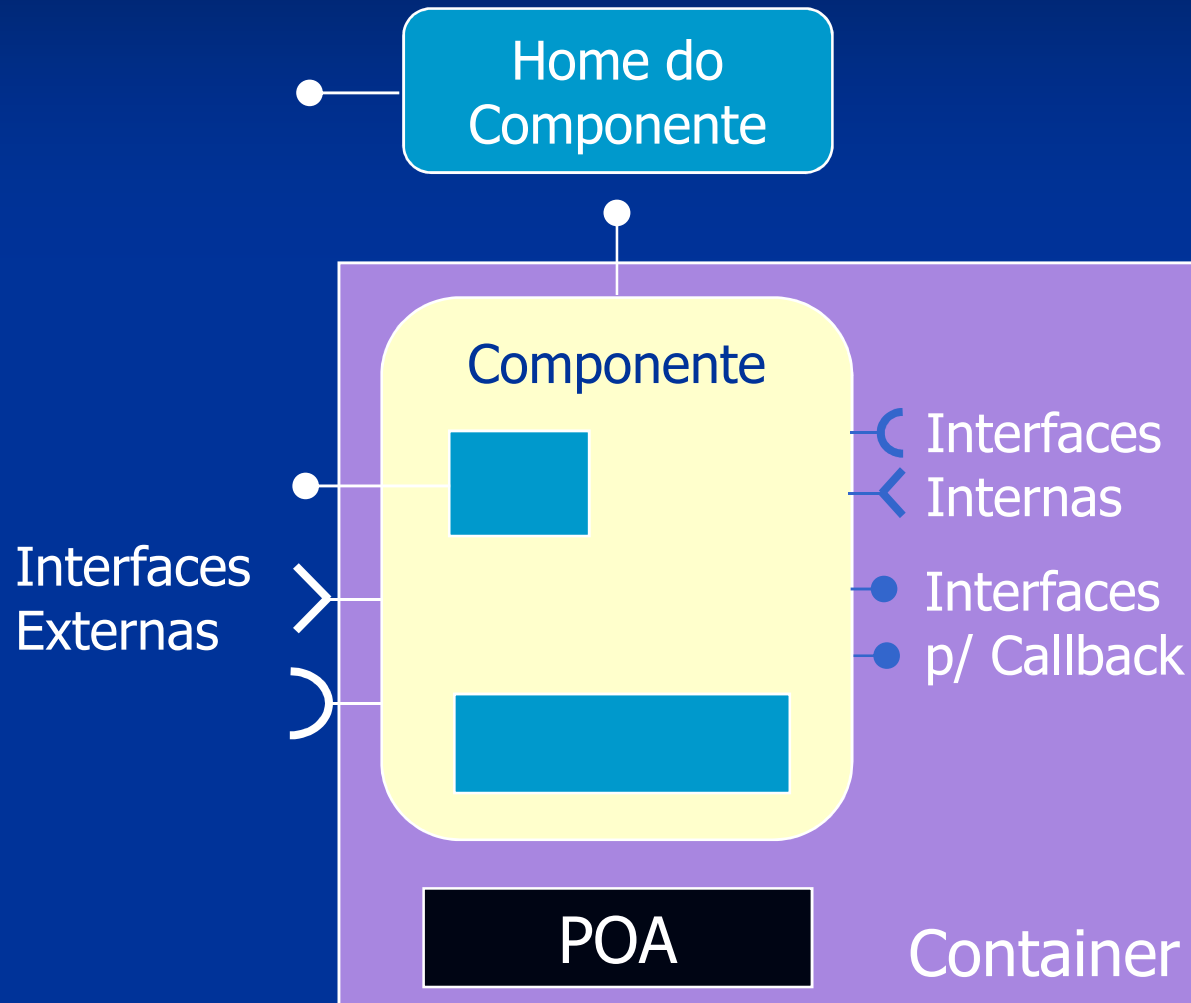 Home do
Componente
Componente
Interfaces
Internas
Interfaces
Externas
Interfaces
p/ Callback
POA
Container